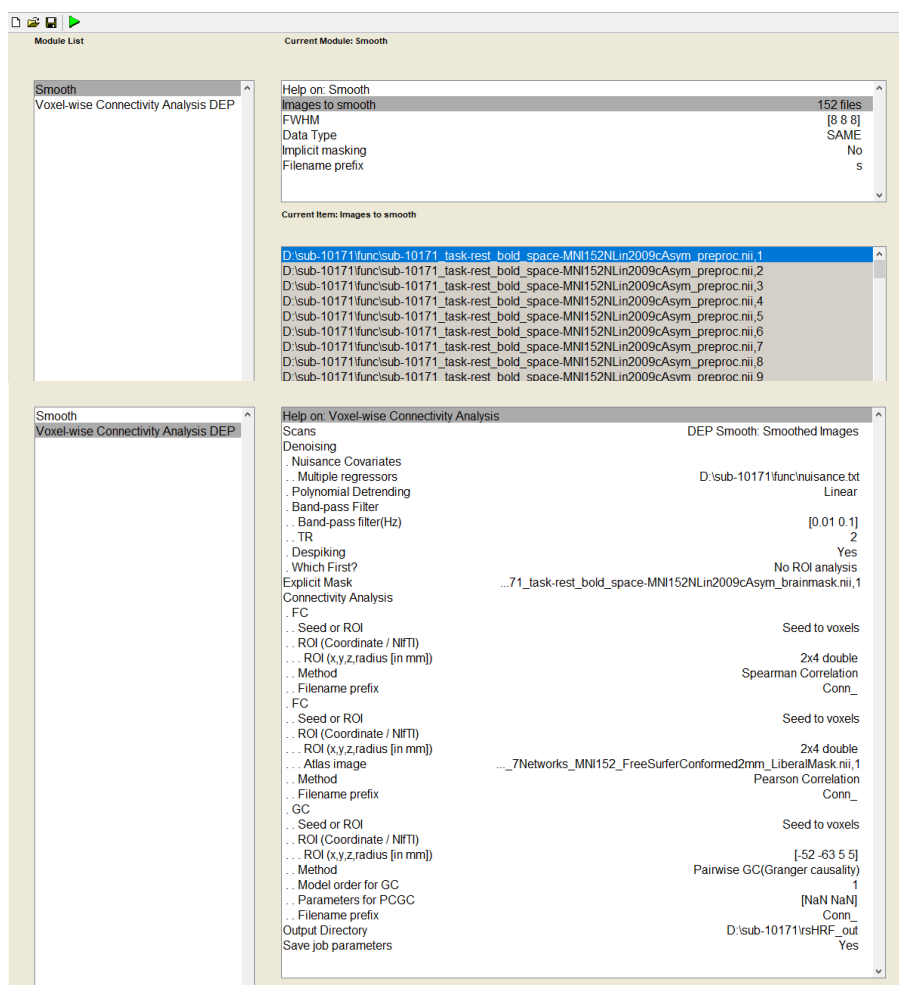 Module List
Current Module: Smooth
Smooth
Voxel-wise Connectivity Analysis DEP
Help on: Smooth
Images to smooth 152 files
FWHM [8 8 8]
Data Type SAME
Implicit masking No
Filename prefix s
Current Item: Images to smooth
D:\sub-10171\func\sub-10171_task-rest_bold_space-MNI152NLin2009cAsym_preproc.nii,1
D:\sub-10171\func\sub-10171_task-rest_bold_space-MNI152NLin2009cAsym_preproc.nii,2
D:\sub-10171\func\sub-10171_task-rest_bold_space-MNI152NLin2009cAsym_preproc.nii,3
D:\sub-10171\func\sub-10171_task-rest_bold_space-MNI152NLin2009cAsym_preproc.nii,4
D:\sub-10171\func\sub-10171_task-rest_bold_space-MNI152NLin2009cAsym_preproc.nii,5
D:\sub-10171\func\sub-10171_task-rest_bold_space-MNI152NLin2009cAsym_preproc.nii,6
D:\sub-10171\func\sub-10171_task-rest_bold_space-MNI152NLin2009cAsym_preproc.nii,7
D:\sub-10171\func\sub-10171_task-rest_bold_space-MNI152NLin2009cAsym_preproc.nii,8
D:\sub-10171\func\sub-10171_task-rest_bold_space-MNI152NLin2009cAsym_preproc.nii,9
Smooth
Voxel-wise Connectivity Analysis DEP
Help on: Voxel-wise Connectivity Analysis
Scans DEP Smooth: Smoothed Images
Denoising
. Nuisance Covariates
. . Multiple regressors D:\sub-10171\func\nuisance.txt
. Polynomial Detrending Linear
. Band-pass Filter
. . Band-pass filter(Hz) [0.01 0.1]
. . TR 2
. Despiking Yes
. Which First? No ROI analysis
Explicit Mask ...71_task-rest_bold_space-MNI152NLin2009cAsym_brainmask.nii,1
Connectivity Analysis
. FC
. . Seed or ROI Seed to voxels
. . ROI (Coordinate / NIfTI)
. . . ROI (x,y,z,radius [in mm]) 2x4 double
. . Method Spearman Correlation
. . Filename prefix Conn_
. FC
. . Seed or ROI Seed to voxels
. . ROI (Coordinate / NIfTI)
. . . ROI (x,y,z,radius [in mm]) 2x4 double
. . . Atlas image ..._7Networks_MNI152_FreeSurferConformed2mm_LiberalMask.nii,1
. . Method Pearson Correlation
. . Filename prefix Conn_
. GC
. . Seed or ROI Seed to voxels
. . ROI (Coordinate / NIfTI)
. . . ROI (x,y,z,radius [in mm]) [-52 -63 5 5]
. . Method Pairwise GC(Granger causality)
. . Model order for GC 1
. . Parameters for PCGC [NaN NaN]
. . Filename prefix Conn_
Output Directory D:\sub-10171\rsHRF_out
Save job parameters Yes